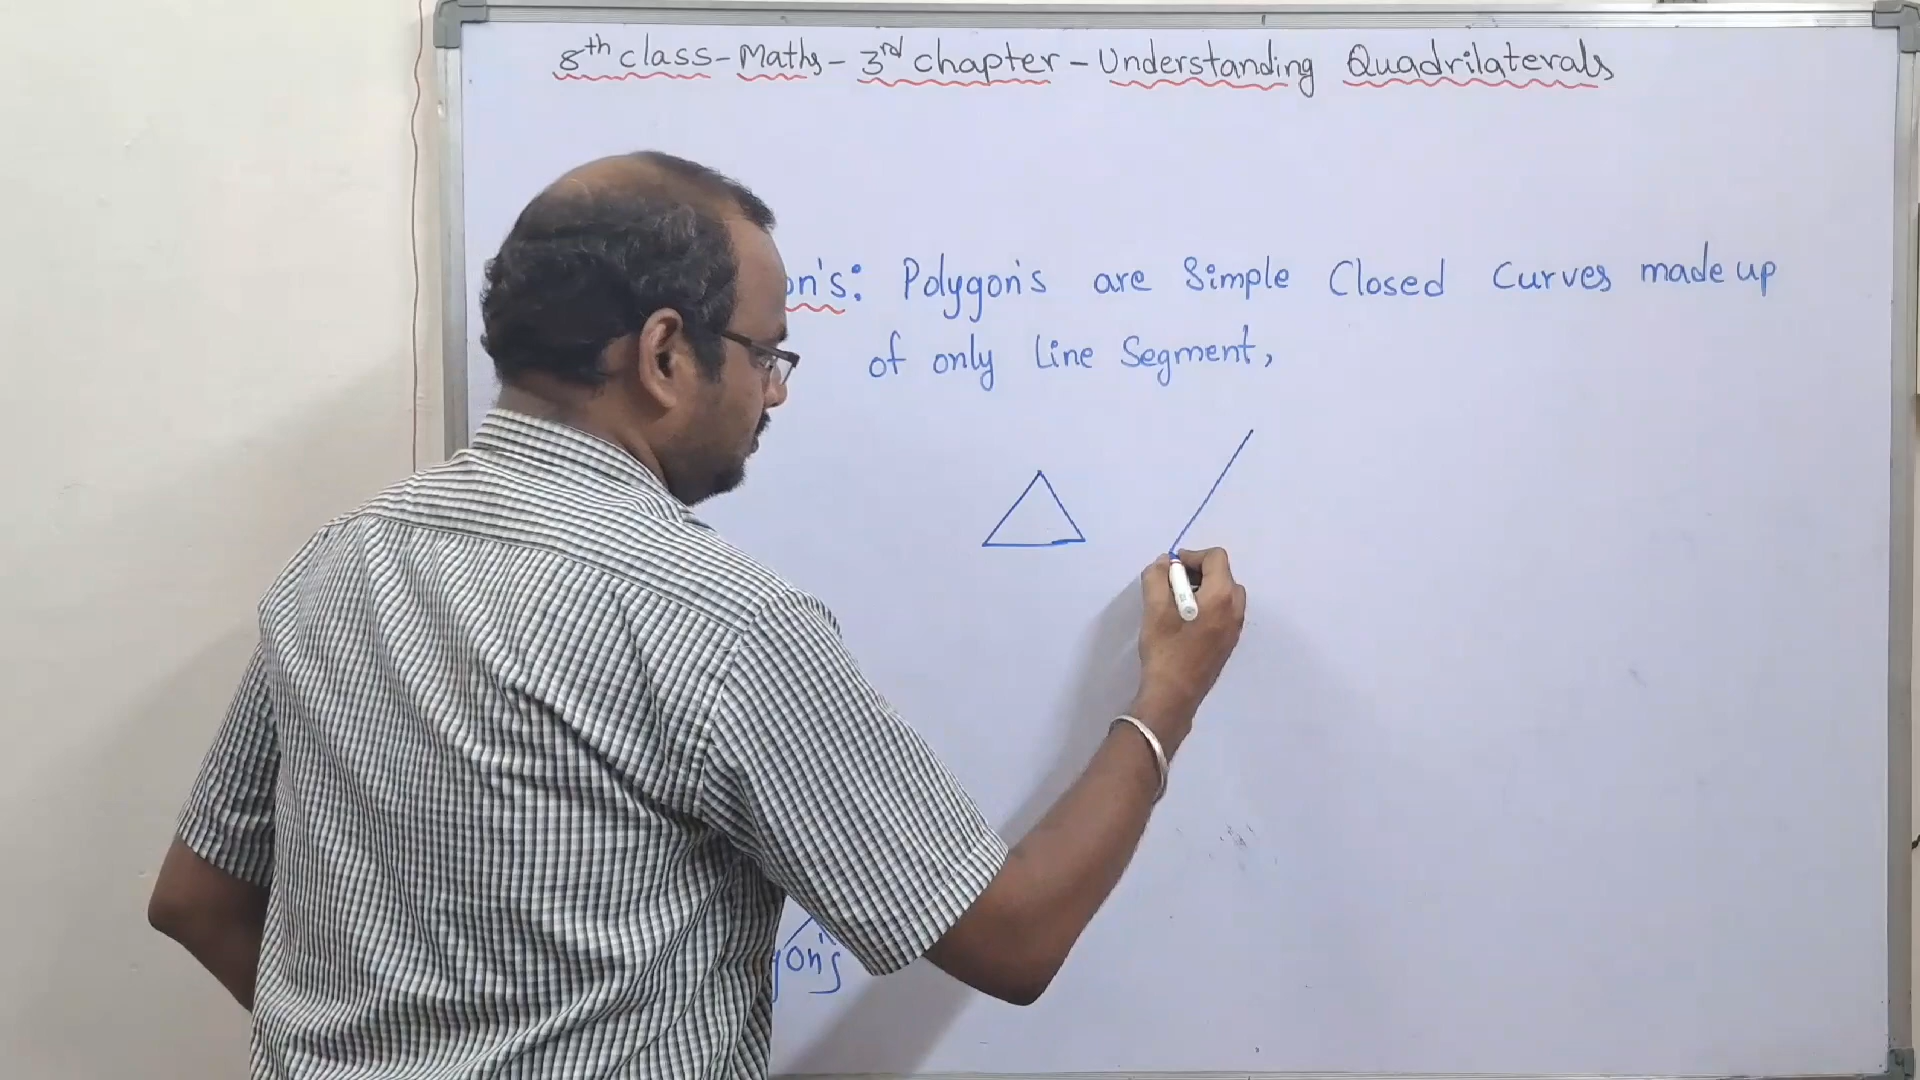 8th class - Maths - 3rd chapter - Understanding Quadrilaterals
on's: Polygon's are Simple Closed Curves made up
of only Line Segment,
gon's